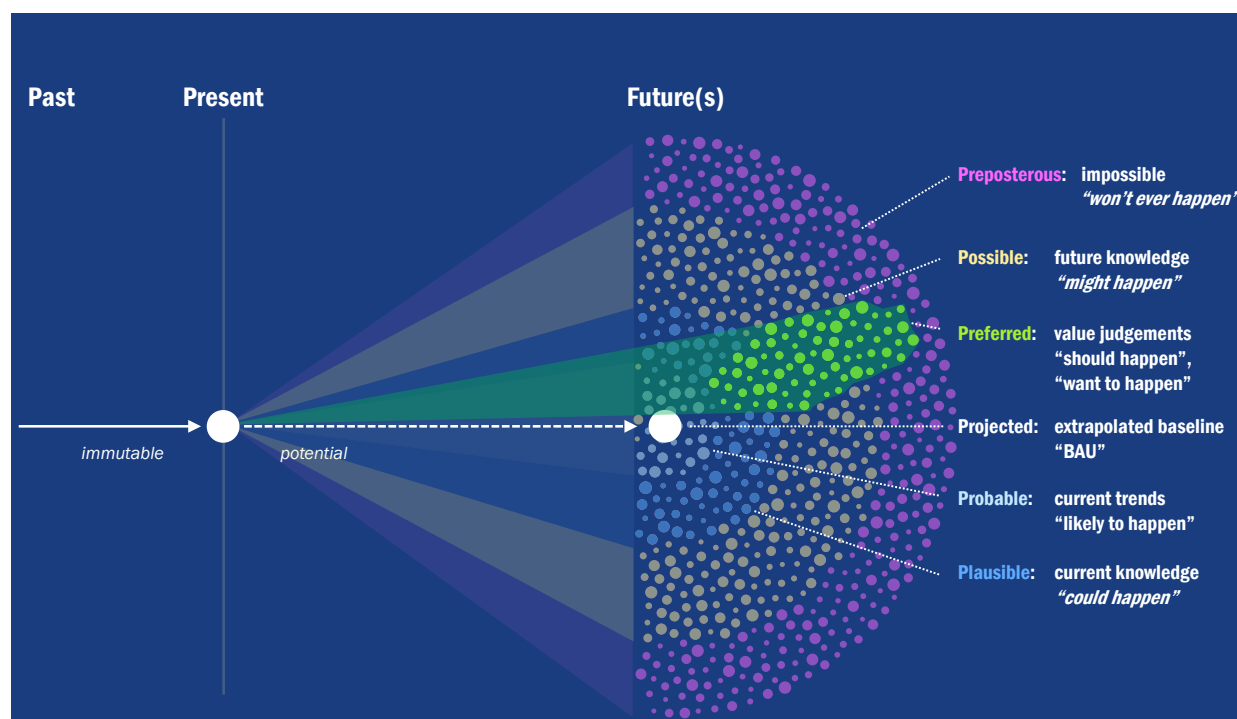 Past
Present
Future(s)
Preposterous: impossible
“won’t ever happen”
Possible: future knowledge
“might happen”
Preferred: value judgements
“should happen”,
“want to happen”
immutable
potential
Projected: extrapolated baseline
“BAU”
Probable: current trends
“likely to happen”
Plausible: current knowledge
“could happen”